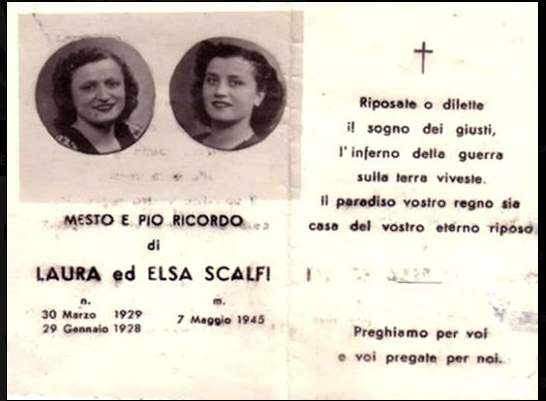 MESTO E PIO RICORDO
di
LAURA ed ELSA SCALFI
n. m.
30 Marzo 1929
29 Gennaio 1928
7 Maggio 1945
Riposate o dilette
il sogno dei giusti,
l'inferno della guerra
sulla terra viveste.
Il paradiso vostro regno sia
casa del vostro eterno riposo
Preghiamo per voi
e voi pregate per noi.